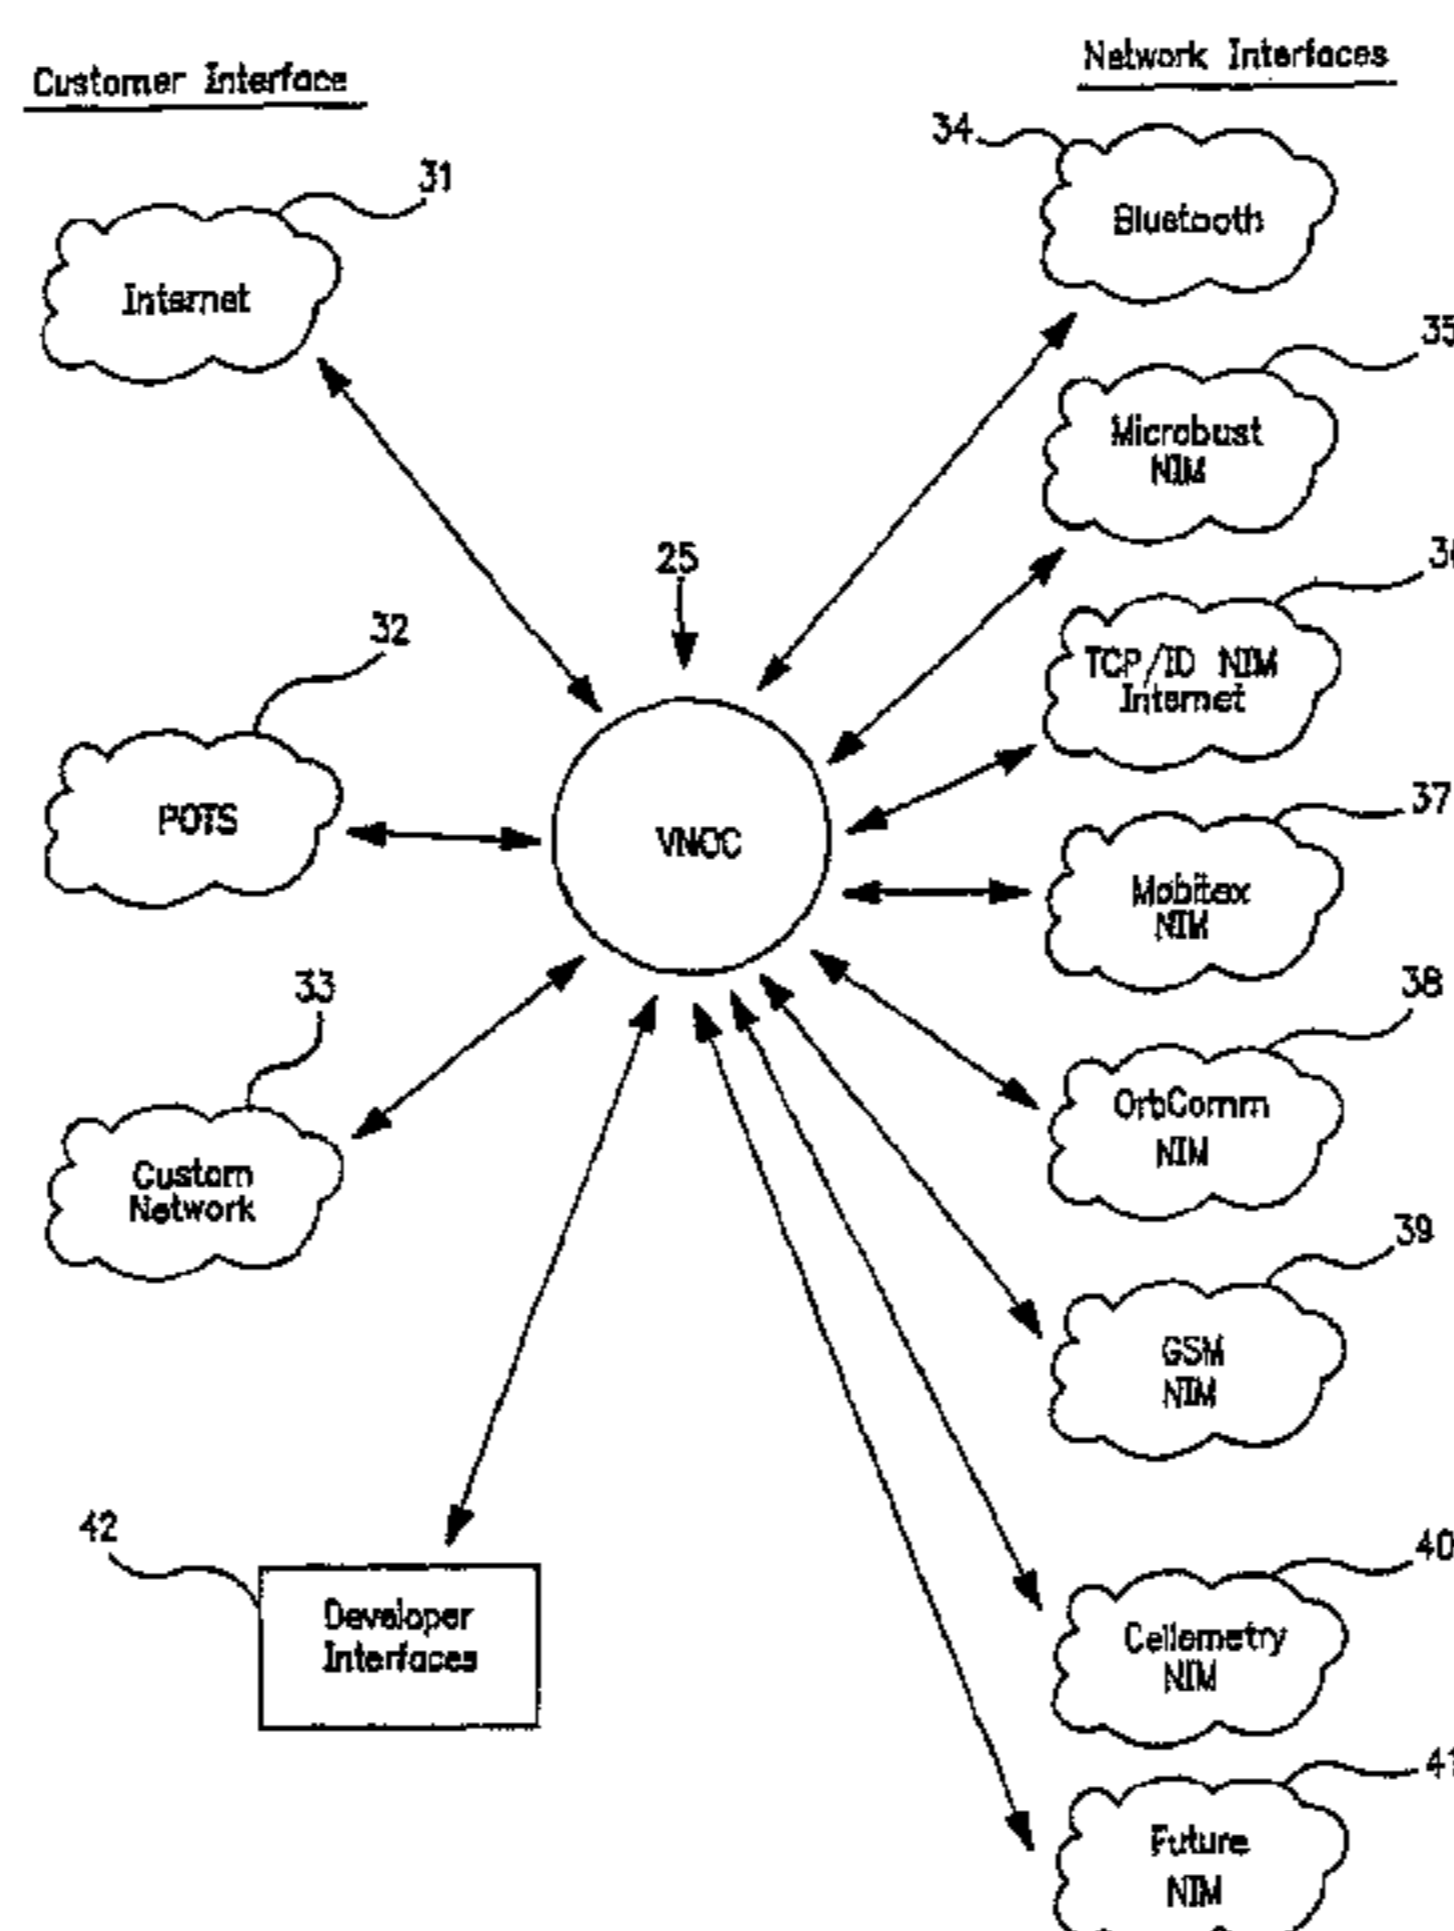 Customer Interface
Network Interfaces
34
Bluetooth
31
Internet
35
Microbust
NIM
25
TCP/ID NIM
Internet
32
POTS
VNOC
37
Mobitex
NIM
33
Custom
Network
38
OrbComm
NIM
39
GSM
NIM
42
Developer
Interfaces
40
Cellemetry
NIM
41
Future
NIM